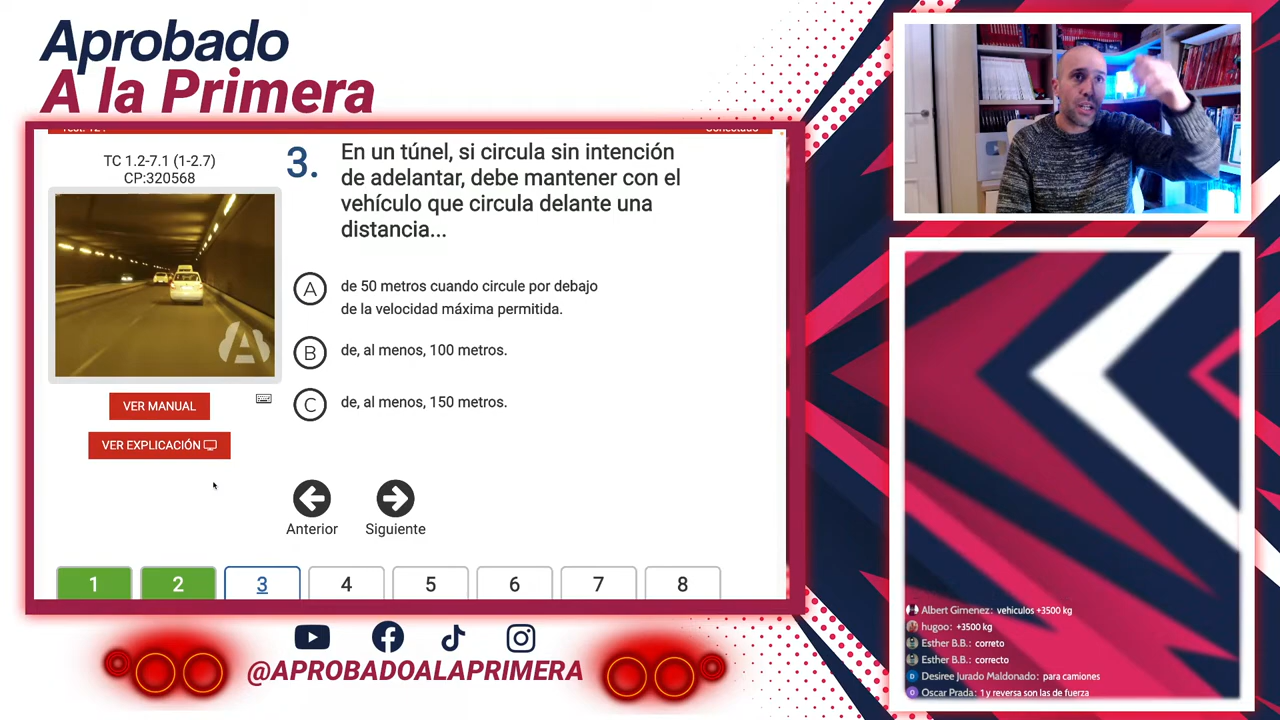 Aprobado
A la Primera
Conectado
TC 1.2-7.1 (1-2.7)
CP:320568
3.
En un túnel, si circula sin intención
de adelantar, debe mantener con el
vehículo que circula delante una
distancia...
A
de 50 metros cuando circule por debajo
de la velocidad máxima permitida.
B
de, al menos, 100 metros.
C
de, al menos, 150 metros.
VER MANUAL
VER EXPLICACIÓN
Anterior
Siguiente
1 2 3 4 5 6 7 8
@APROBADOALAPRIMERA
Albert Gimenez: vehiculos +3500 kg
hugoo: +3500 kg
Esther B.B.: correto
Esther B.B.: correcto
D Desiree Jurado Maldonado: para camiones
O Oscar Prada: 1 y reversa son las de fuerza